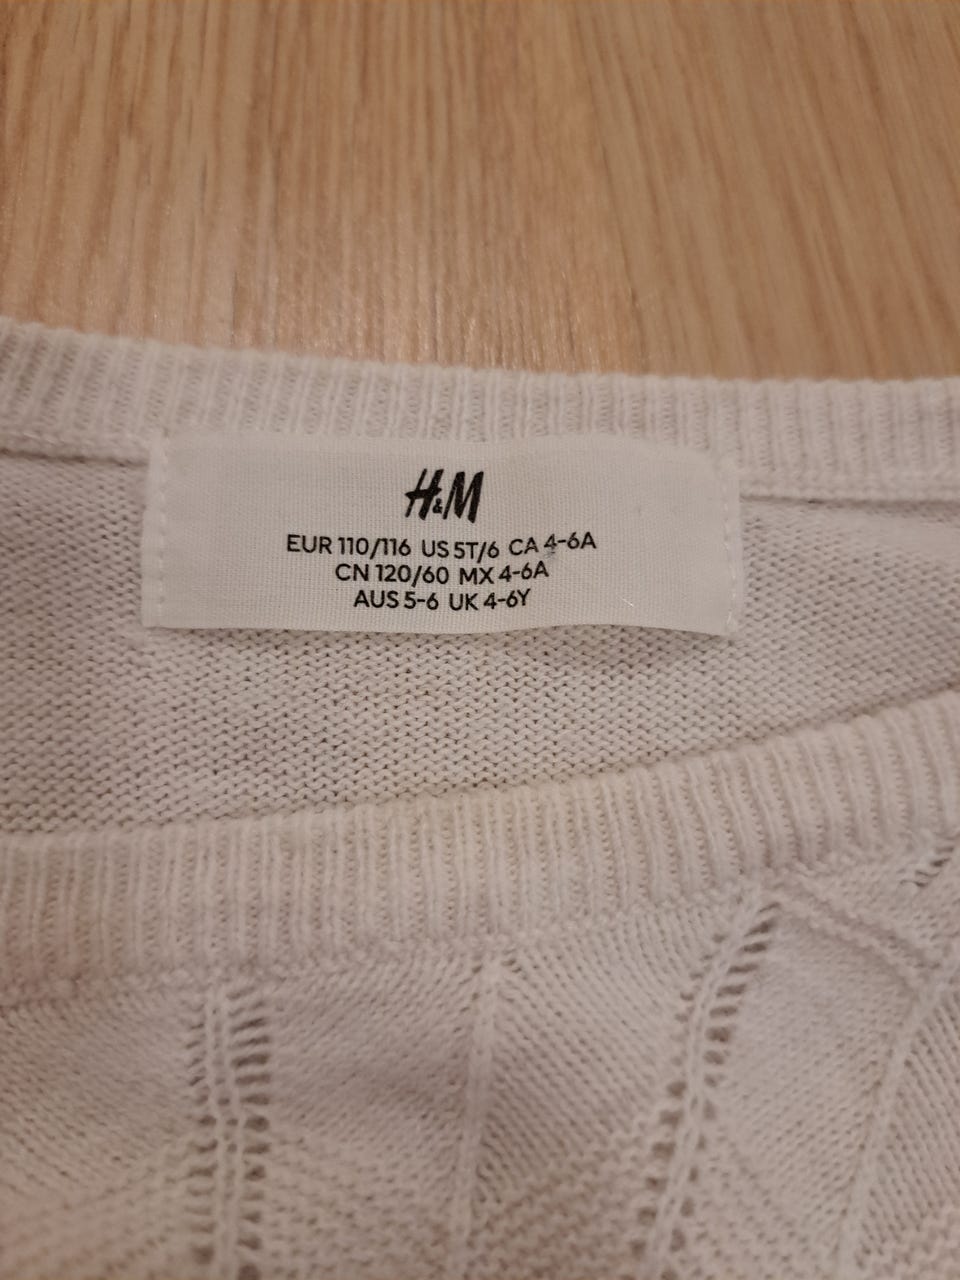 H&M
EUR 110/116 US 5T/6 CA 4-6A
CN 120/60 MX 4-6A
AUS 5-6 UK 4-6Y